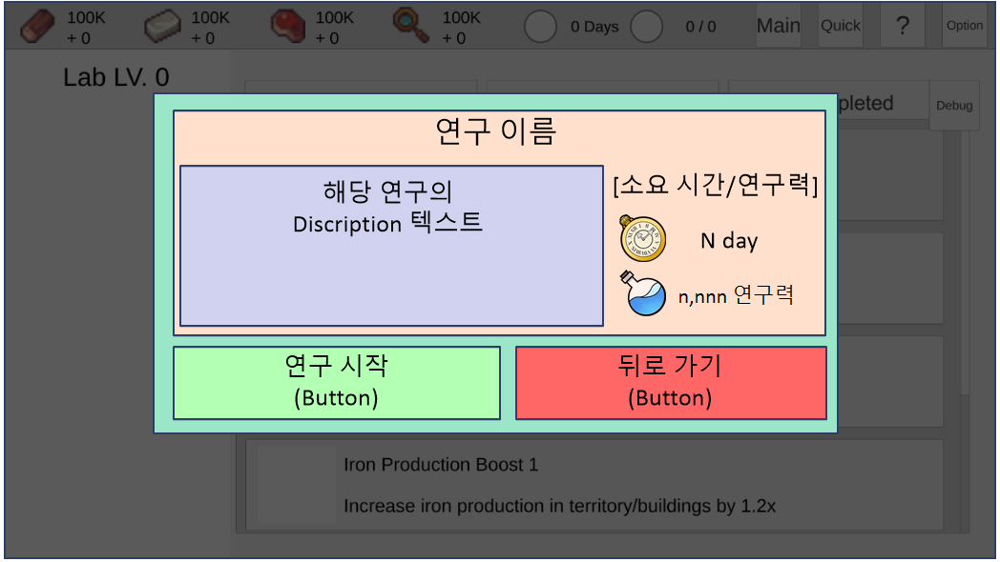 100K
+ 0
100K
+ 0
100K
+ 0
100K
+ 0
0 Days
0 / 0
Main
Quick
?
Option
Lab LV. 0
pleted
Debug
연구 이름
해당 연구의
Discription 텍스트
[소요 시간/연구력]
N day
n,nnn 연구력
연구 시작
(Button)
뒤로 가기
(Button)
Iron Production Boost 1
Increase iron production in territory/buildings by 1.2x